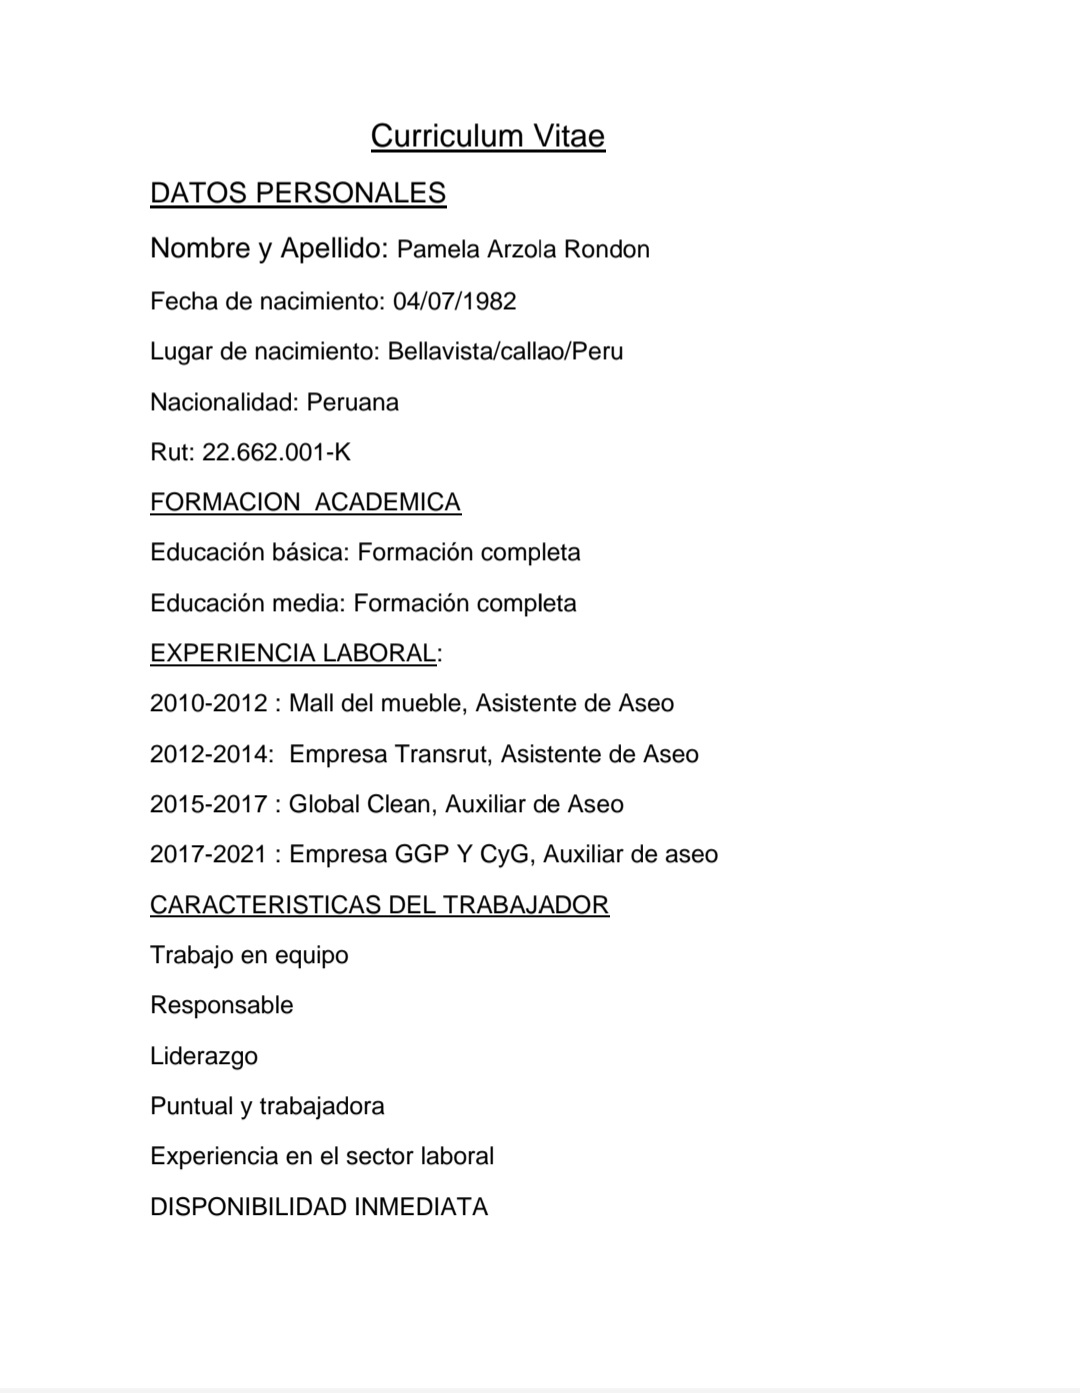 Curriculum Vitae
DATOS PERSONALES
Nombre y Apellido: Pamela Arzola Rondon
Fecha de nacimiento: 04/07/1982
Lugar de nacimiento: Bellavista/callao/Peru
Nacionalidad: Peruana
Rut: 22.662.001-K
FORMACION  ACADEMICA
Educación básica: Formación completa
Educación media: Formación completa
EXPERIENCIA LABORAL:
2010-2012 : Mall del mueble, Asistente de Aseo
2012-2014:  Empresa Transrut, Asistente de Aseo
2015-2017 : Global Clean, Auxiliar de Aseo
2017-2021 : Empresa GGP Y CyG, Auxiliar de aseo
CARACTERISTICAS DEL TRABAJADOR
Trabajo en equipo
Responsable
Liderazgo
Puntual y trabajadora
Experiencia en el sector laboral
DISPONIBILIDAD INMEDIATA